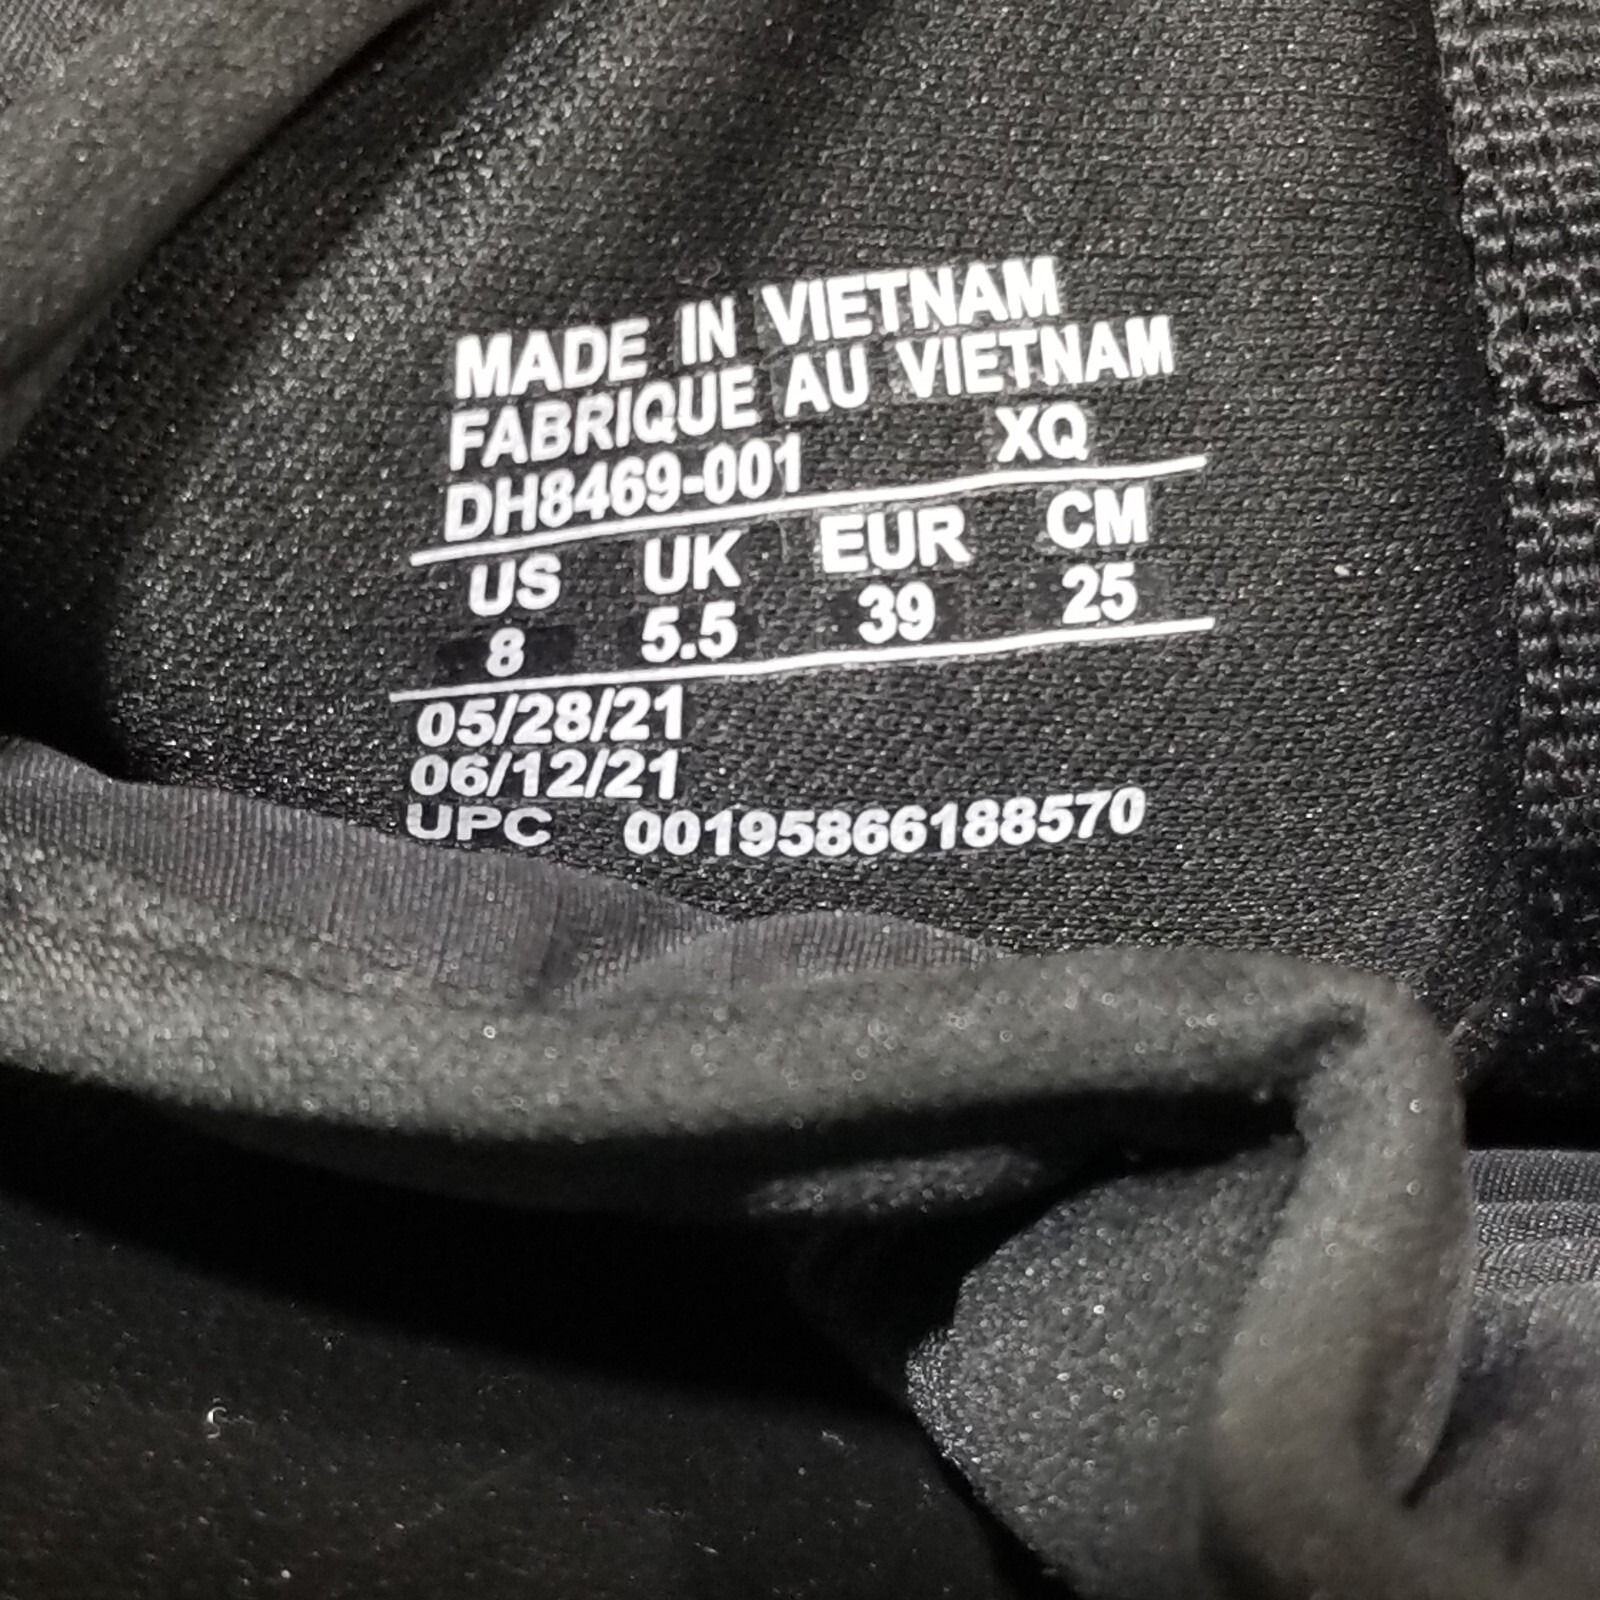 MADE IN VIETNAM
FABRIQUE AU VIETNAM
DH8469-001 XQ
US UK EUR CM
8 5.5 39 25
05/28/21
06/12/21
UPC 00195866188570